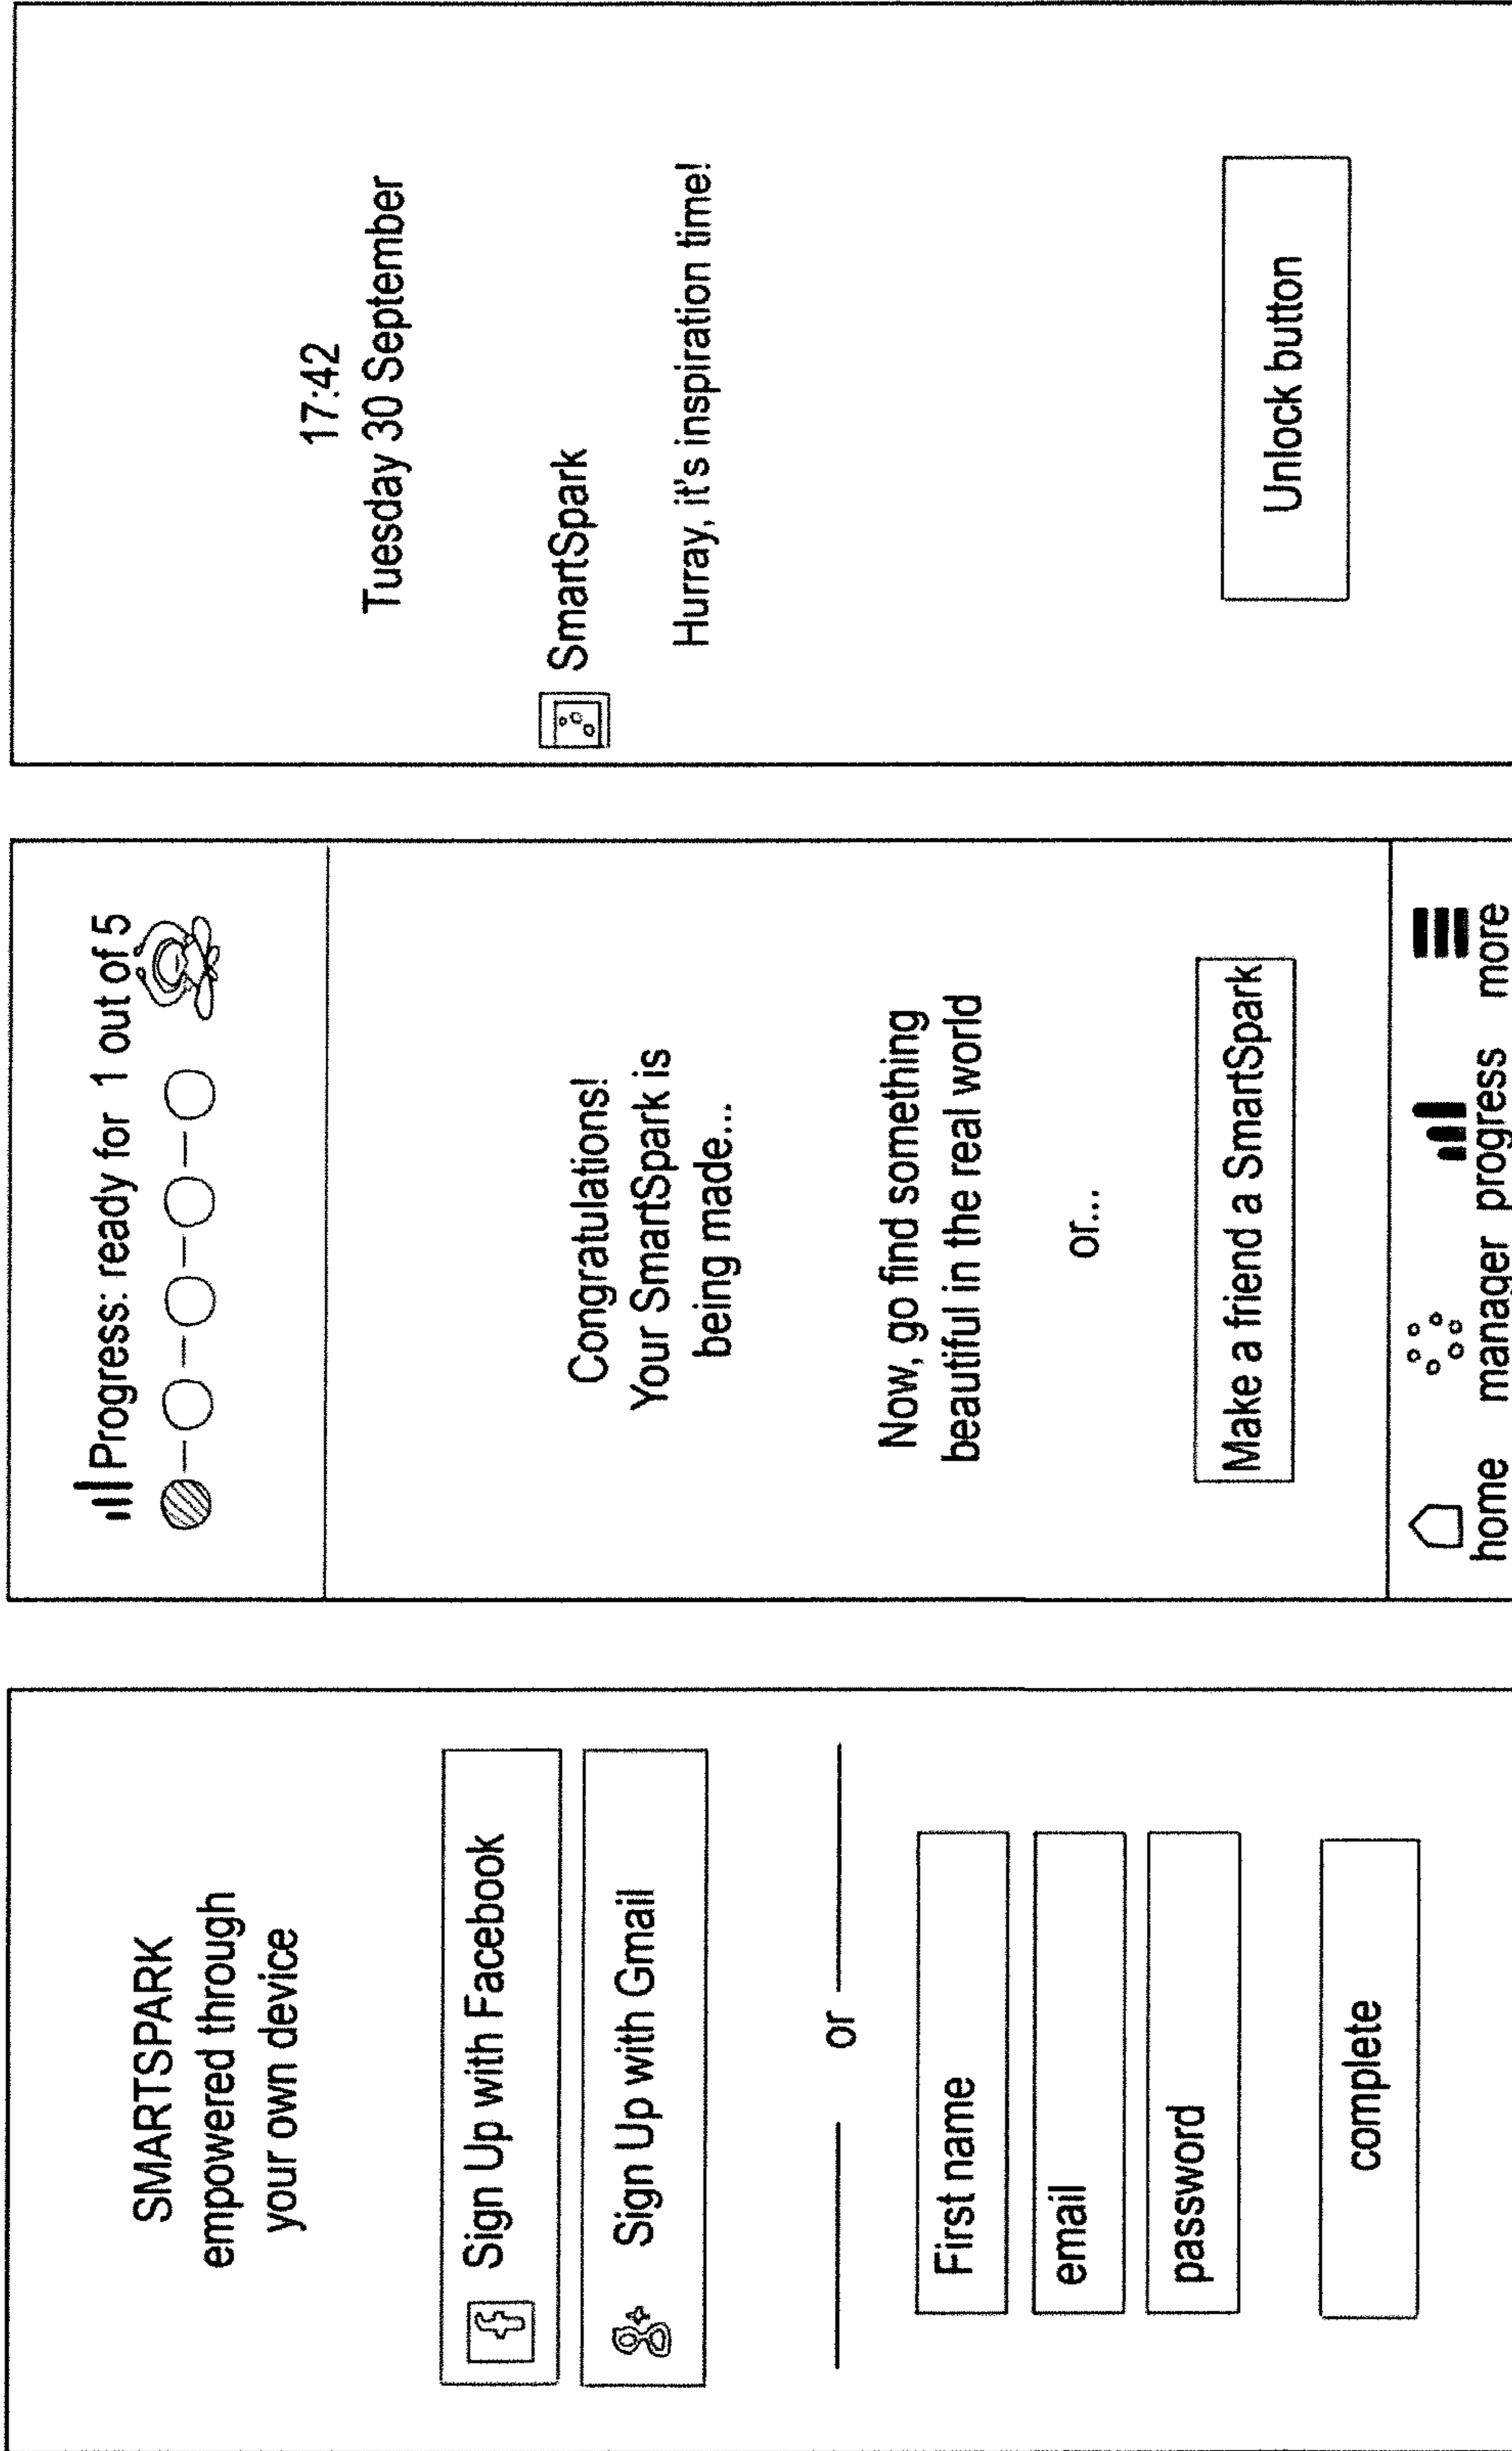 SMARTSPARK
empowered through
your own device
Sign Up with Facebook
Sign Up with Gmail
or
First name
email
password
complete
Progress: ready for 1 out of 5
Congratulations!
Your SmartSpark is
being made...
Now, go find something
beautiful in the real world
or...
Make a friend a SmartSpark
home manager progress more
17:42
Tuesday 30 September
SmartSpark
Hurray, it's inspiration time!
Unlock button